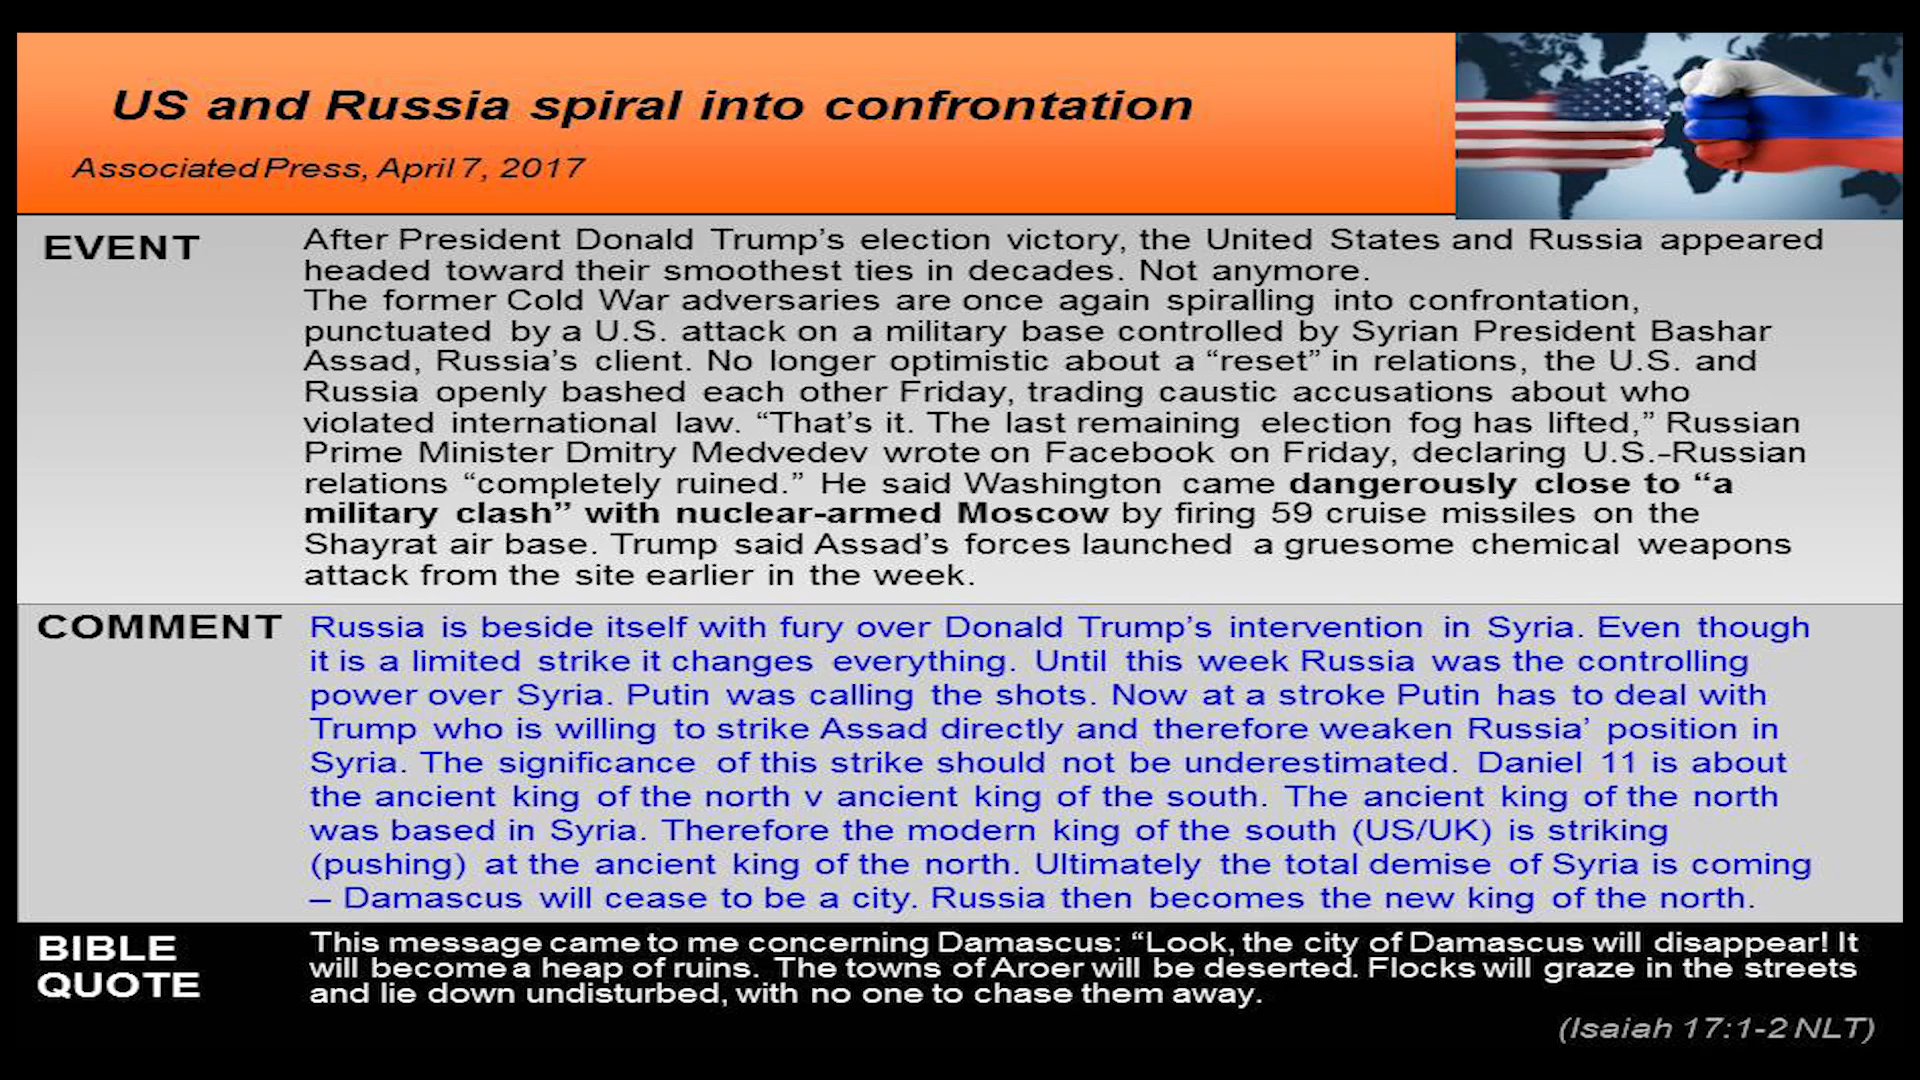 US and Russia spiral into confrontation
Associated Press, April 7, 2017
EVENT
After President Donald Trump’s election victory, the United States and Russia appeared
headed toward their smoothest ties in decades. Not anymore.
The former Cold War adversaries are once again spiralling into confrontation,
punctuated by a U.S. attack on a military base controlled by Syrian President Bashar
Assad, Russia’s client. No longer optimistic about a “reset” in relations, the U.S. and
Russia openly bashed each other Friday, trading caustic accusations about who
violated international law. “That’s it. The last remaining election fog has lifted,” Russian
Prime Minister Dmitry Medvedev wrote on Facebook on Friday, declaring U.S.-Russian
relations “completely ruined.” He said Washington came dangerously close to “a
military clash” with nuclear-armed Moscow by firing 59 cruise missiles on the
Shayrat air base. Trump said Assad’s forces launched a gruesome chemical weapons
attack from the site earlier in the week.
COMMENT
Russia is beside itself with fury over Donald Trump’s intervention in Syria. Even though
it is a limited strike it changes everything. Until this week Russia was the controlling
power over Syria. Putin was calling the shots. Now at a stroke Putin has to deal with
Trump who is willing to strike Assad directly and therefore weaken Russia’ position in
Syria. The significance of this strike should not be underestimated. Daniel 11 is about
the ancient king of the north v ancient king of the south. The ancient king of the north
was based in Syria. Therefore the modern king of the south (US/UK) is striking
(pushing) at the ancient king of the north. Ultimately the total demise of Syria is coming
– Damascus will cease to be a city. Russia then becomes the new king of the north.
BIBLE
QUOTE
This message came to me concerning Damascus: “Look, the city of Damascus will disappear! It
will become a heap of ruins. The towns of Aroer will be deserted. Flocks will graze in the streets
and lie down undisturbed, with no one to chase them away.
(Isaiah 17:1-2 NLT)